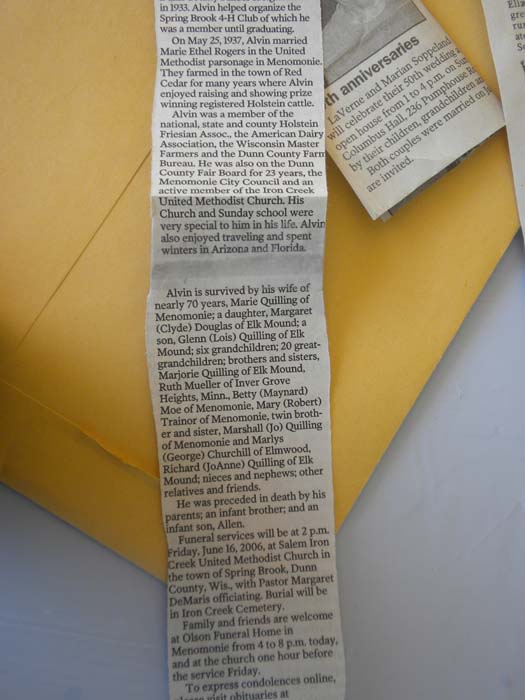 in 1933. Alvin helped organize the
Spring Brook 4-H Club of which he
was a member until graduating.
On May 25, 1937, Alvin married
Marie Ethel Rogers in the United
Methodist parsonage in Menomonie.
They farmed in the town of Red
Cedar for many years where Alvin
enjoyed raising and showing prize
winning registered Holstein cattle.
Alvin was a member of the
national, state and county Holstein
Friesian Assoc., the American Dairy
Association, the Wisconsin Master
Farmers and the Dunn County Farm
Bureau. He was also on the Dunn
County Fair Board for 23 years, the
Menomonie City Council and an
active member of the Iron Creek
United Methodist Church. His
Church and Sunday school were
very special to him in his life. Alvin
also enjoyed traveling and spent
winters in Arizona and Florida.
Alvin is survived by his wife of
nearly 70 years, Marie Quilling of
Menomonie; a daughter, Margaret
(Clyde) Douglas of Elk Mound; a
son, Glenn (Lois) Quilling of Elk
Mound; six grandchildren; 20 great-
grandchildren; brothers and sisters,
Marjorie Quilling of Elk Mound,
Ruth Mueller of Inver Grove
Heights, Minn., Betty (Maynard)
Moe of Menomonie, Mary (Robert)
Trainor of Menomonie, twin broth-
er and sister, Marshall (Jo) Quilling
of Menomonie and Marlys
(George) Churchill of Elmwood,
Richard (JoAnne) Quilling of Elk
Mound; nieces and nephews; other
relatives and friends.
He was preceded in death by his
parents; an infant brother; and an
infant son, Allen.
Funeral services will be at 2 p.m.
Friday, June 16, 2006, at Salem Iron
Creek United Methodist Church in
the town of Spring Brook, Dunn
County, Wis., with Pastor Margaret
DeMaris officiating. Burial will be
in Iron Creek Cemetery.
Family and friends are welcome
at Olson Funeral Home in
Menomonie from 4 to 8 p.m. today,
and at the church one hour before
the service Friday.
To express condolences online,
please visit obituaries at
th anniversaries
LaVerne and Marian Soppeland
will celebrate their 50th wedding
open house from 1 to 4 p.m. on
Columbus Hall, 236 Pumphouse
by their children, grandchildren
Both couples were married on
are invited.